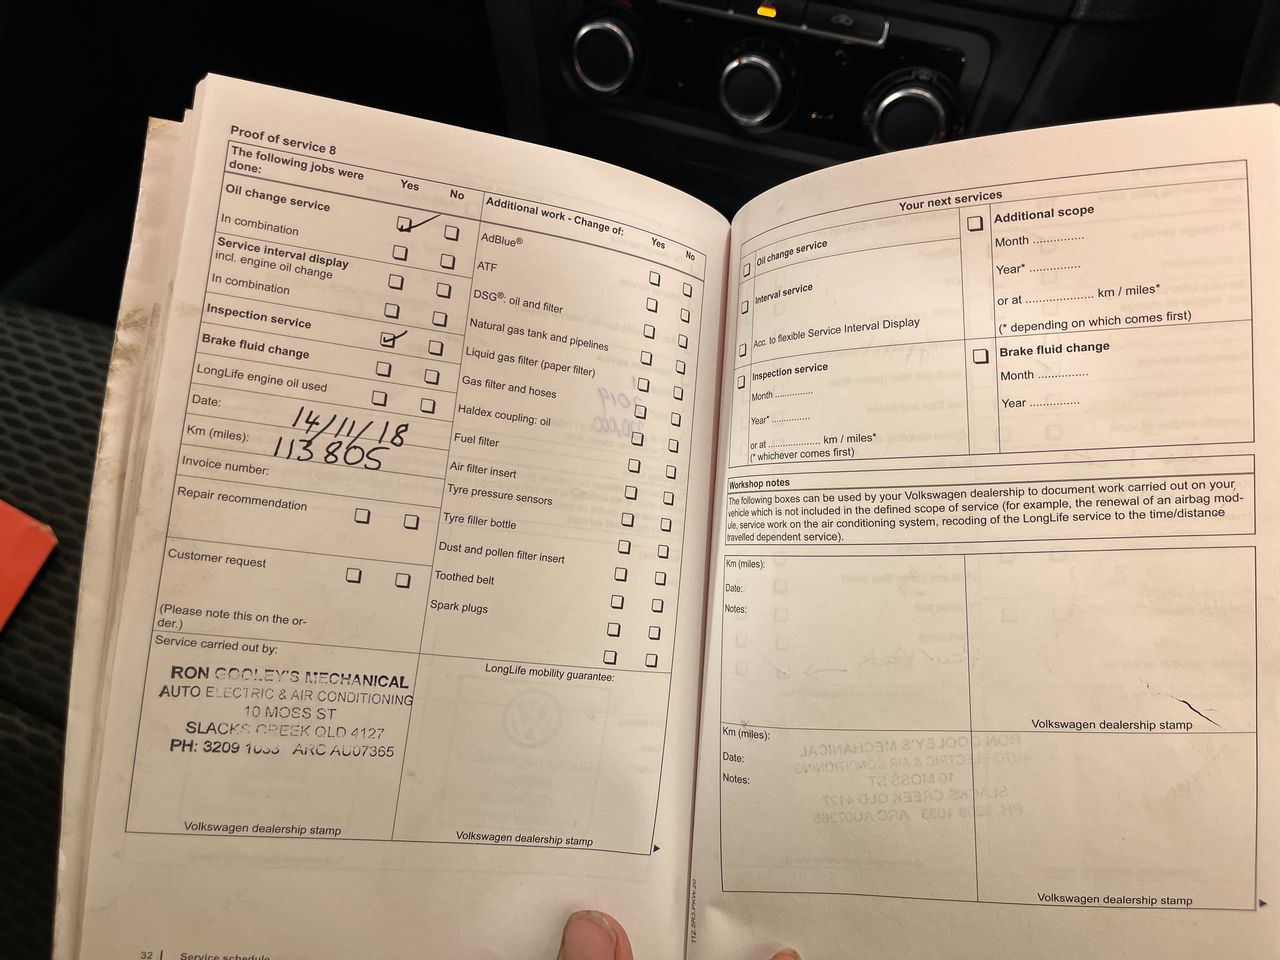 Proof of service 8
The following jobs were done:
Yes No
Oil change service
In combination
Service interval display
incl. engine oil change
In combination
Inspection service
Brake fluid change
LongLife engine oil used
Date: 14/11/18
Km (miles): 113805
Invoice number:
Repair recommendation
Customer request
(Please note this on the or-
der.)
Service carried out by:
RON COOLEY'S MECHANICAL
AUTO ELECTRIC & AIR CONDITIONING
10 MOSS ST
SLACKS CREEK QLD 4127
PH: 3209 1033 ARC AU07365
Volkswagen dealership stamp
Additional work - Change of:
Yes No
AdBlue®
ATF
DSG®: oil and filter
Natural gas tank and pipelines
Liquid gas filter (paper filter)
Gas filter and hoses
Haldex coupling: oil
Fuel filter
Air filter insert
Tyre pressure sensors
Tyre filler bottle
Dust and pollen filter insert
Toothed belt
Spark plugs
LongLife mobility guarantee:
Volkswagen dealership stamp
32 | Service schedule
112.5R3.PKW.20
Your next services
Oil change service
Interval service
Acc. to flexible Service Interval Display
Inspection service
Month .............
Year* .............
or at .................. km / miles*
(* whichever comes first)
Additional scope
Month .............
Year* .............
or at .................. km / miles*
(* depending on which comes first)
Brake fluid change
Month .............
Year .............
Workshop notes
The following boxes can be used by your Volkswagen dealership to document work carried out on your
vehicle which is not included in the defined scope of service (for example, the renewal of an airbag mod-
ule, service work on the air conditioning system, recoding of the LongLife service to the time/distance
travelled dependent service).
Km (miles):
Date:
Notes:
Volkswagen dealership stamp
Km (miles):
Date:
Notes:
Volkswagen dealership stamp